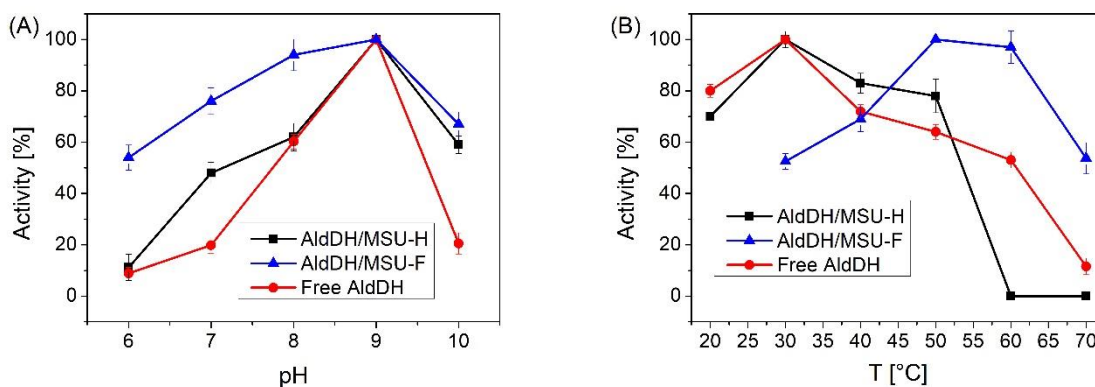 (A)
Activity [%]
100
80
60
40
20
0
AldDH/MSU-H
AldDH/MSU-F
Free AldDH
6 7 8 9 10
pH
(B)
Activity [%]
100
80
60
40
20
0
AldDH/MSU-H
AldDH/MSU-F
Free AldDH
20 25 30 35 40 45 50 55 60 65 70
T [°C]